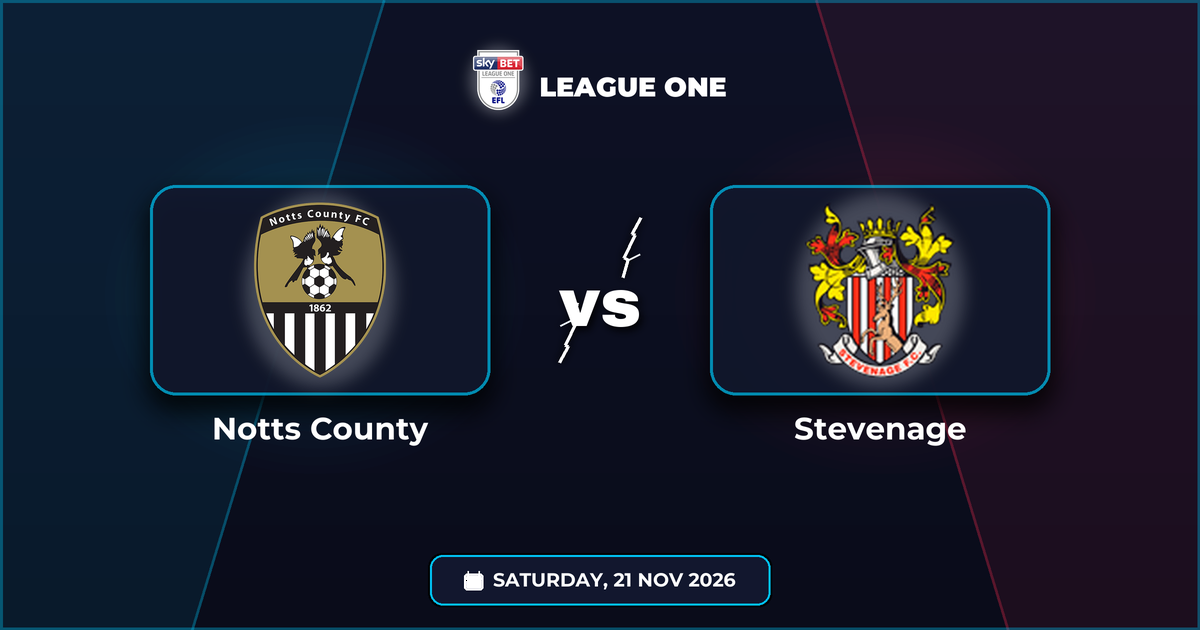 sky BET
LEAGUE ONE
EFL
LEAGUE ONE
Notts County FC
1862
VS
STEVENAGE F.C.
Notts County
Stevenage
SATURDAY, 21 NOV 2026